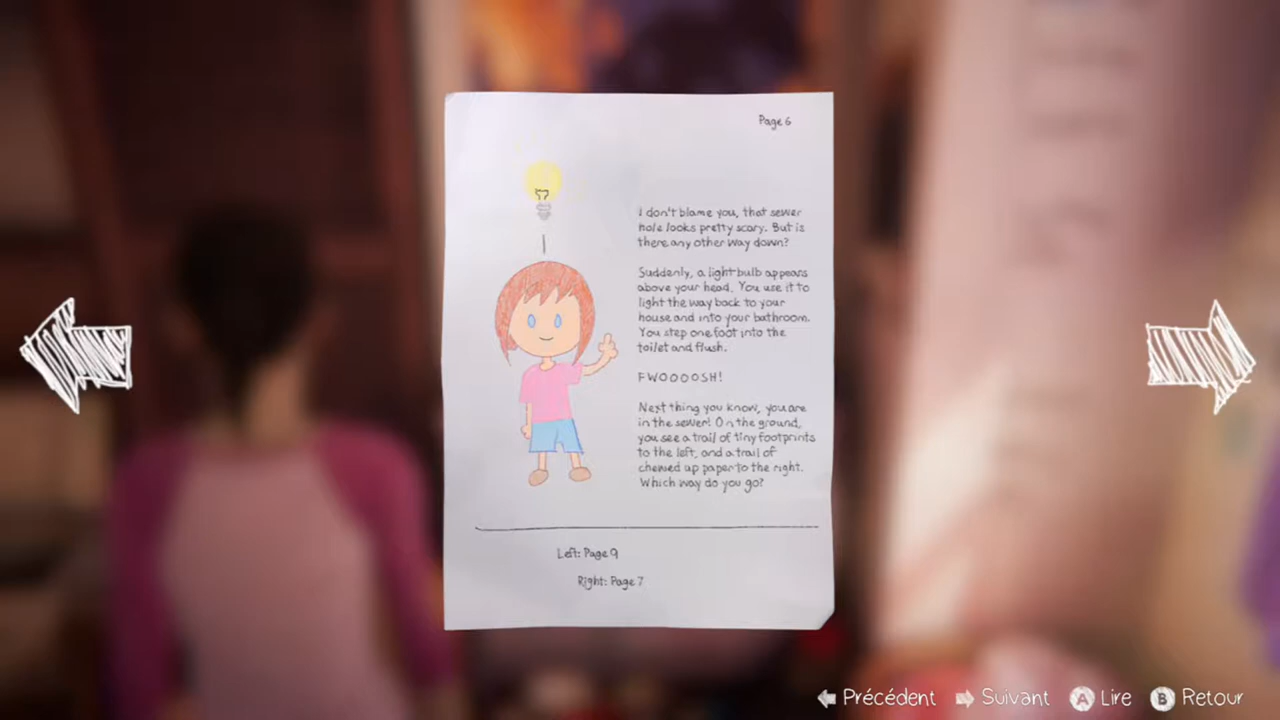 Page 6
I don't blame you, that sewer
hole looks pretty scary. But is
there any other way down?
Suddenly, a light bulb appears
above your head. You use it to
light the way back to your
house and into your bathroom.
You step one foot into the
toilet and flush.
FWOOOOSH!
Next thing you know, you are
in the sewer! On the ground,
you see a trail of tiny footprints
to the left, and a trail of
chewed up paper to the right.
Which way do you go?
Left: Page 9
Right: Page 7
Précédent Suivant A Lire B Retour